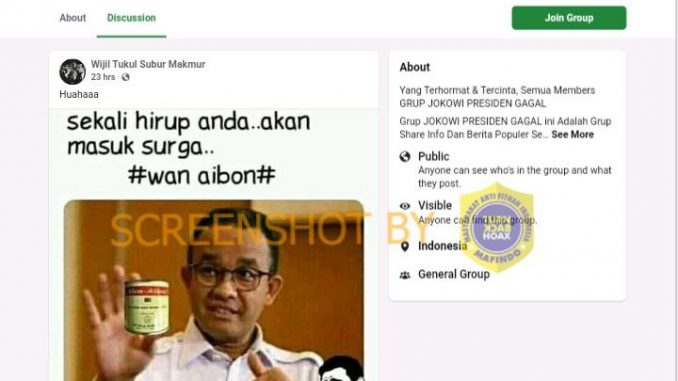 About
Discussion
Join Group
Wijil Tukul Subur Makmur
23 hrs ·
Huahaaa
sekali hirup anda..akan
masuk surga..
#wan aibon#
SCREENSHOT BY
About
Yang Terhormat & Tercinta, Semua Members
GRUP JOKOWI PRESIDEN GAGAL
Grup JOKOWI PRESIDEN GAGAL ini Adalah Grup
Share Info Dan Berita Populer Se... See More
Public
Anyone can see who's in the group and what
they post.
Visible
Anyone can find this group.
Indonesia
General Group
MASYARAKAT ANTI FITNAH INDONESIA
TURN
BACK
HOAX
MAFINDO